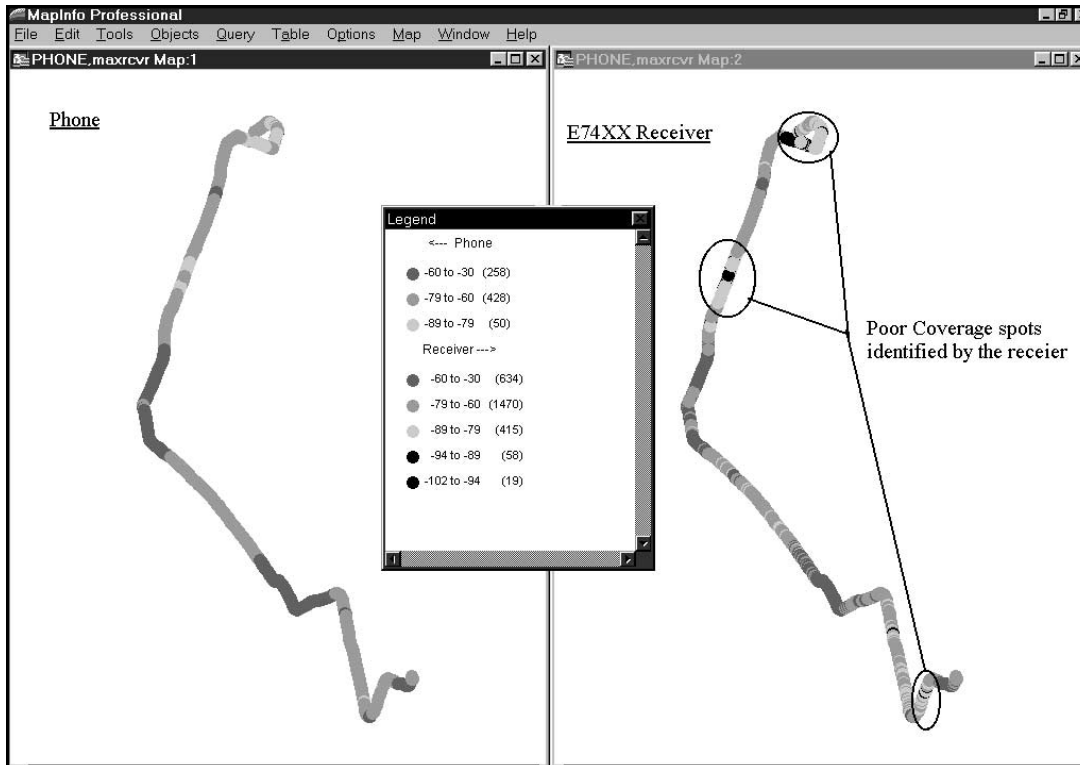 MapInfo Professional
File Edit Tools Objects Query Table Options Map Window Help
PHONE,maxrcvr Map:1
PHONE,maxrcvr Map:2
Phone
E74XX Receiver
Legend
<--- Phone
-60 to -30 (258)
-79 to -60 (428)
-89 to -79 (50)
Receiver --->
-60 to -30 (634)
-79 to -60 (1470)
-89 to -79 (415)
-94 to -89 (58)
-102 to -94 (19)
Poor Coverage spots
identified by the receier